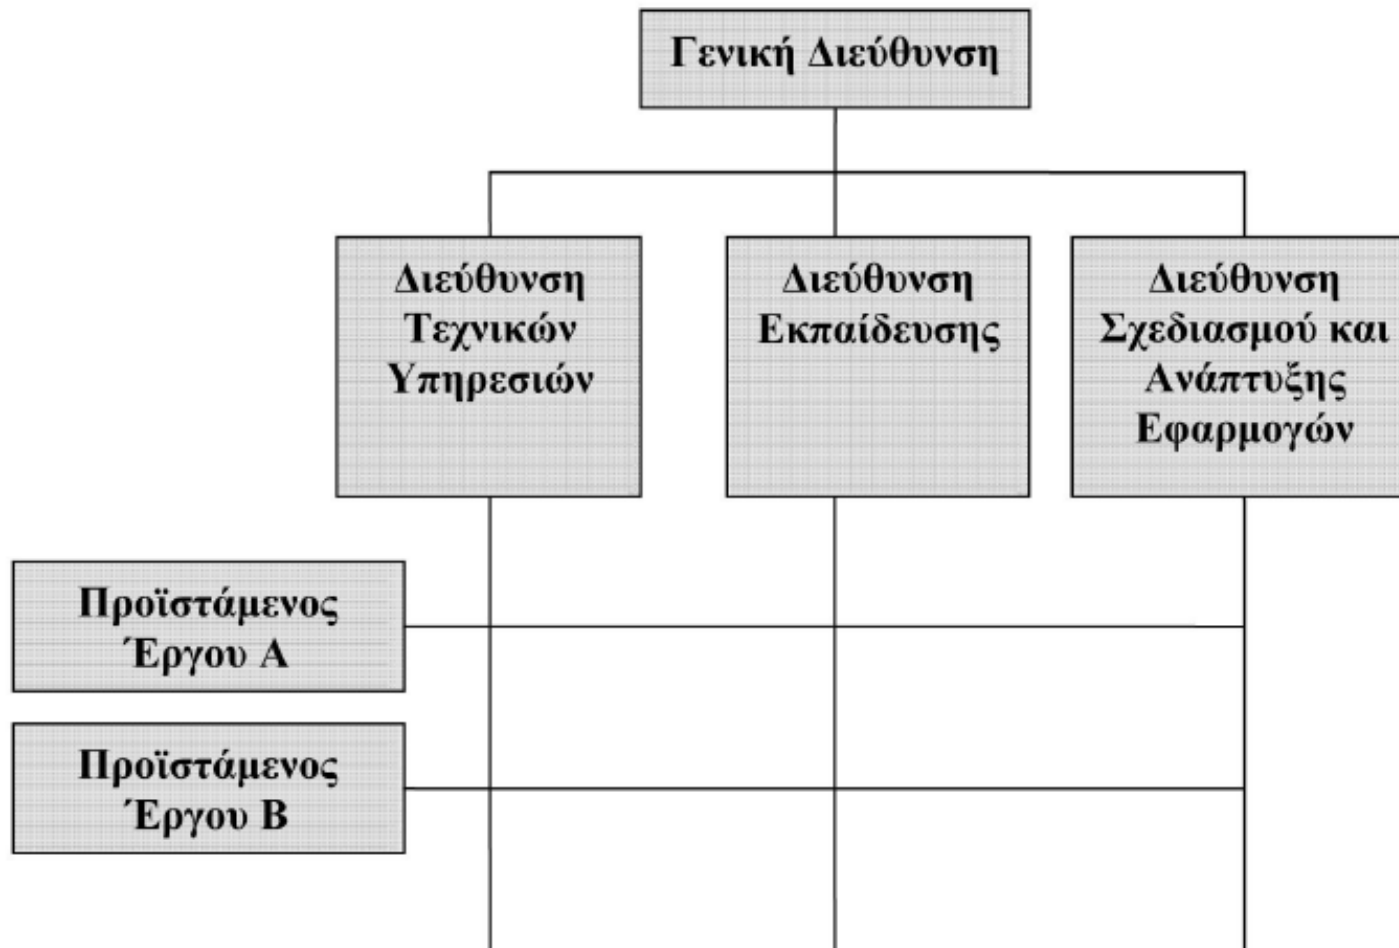 Γενική Διεύθυνση
Διεύθυνση
Τεχνικών
Υπηρεσιών
Διεύθυνση
Εκπαίδευσης
Διεύθυνση
Σχεδιασμού και
Ανάπτυξης
Εφαρμογών
Προϊστάμενος
Έργου Α
Προϊστάμενος
Έργου Β